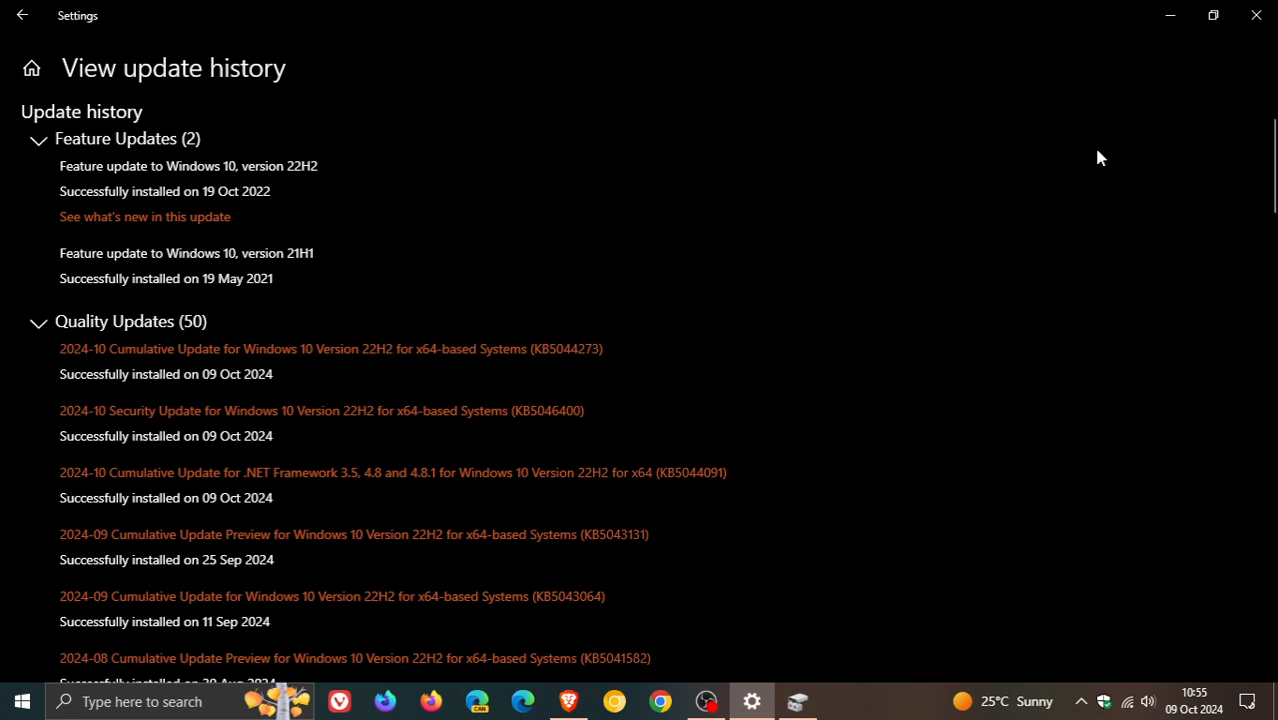 Settings
View update history
Update history
Feature Updates (2)
Feature update to Windows 10, version 22H2
Successfully installed on 19 Oct 2022
See what's new in this update
Feature update to Windows 10, version 21H1
Successfully installed on 19 May 2021
Quality Updates (50)
2024-10 Cumulative Update for Windows 10 Version 22H2 for x64-based Systems (KB5044273)
Successfully installed on 09 Oct 2024
2024-10 Security Update for Windows 10 Version 22H2 for x64-based Systems (KB5046400)
Successfully installed on 09 Oct 2024
2024-10 Cumulative Update for .NET Framework 3.5, 4.8 and 4.8.1 for Windows 10 Version 22H2 for x64 (KB5044091)
Successfully installed on 09 Oct 2024
2024-09 Cumulative Update Preview for Windows 10 Version 22H2 for x64-based Systems (KB5043131)
Successfully installed on 25 Sep 2024
2024-09 Cumulative Update for Windows 10 Version 22H2 for x64-based Systems (KB5043064)
Successfully installed on 11 Sep 2024
2024-08 Cumulative Update Preview for Windows 10 Version 22H2 for x64-based Systems (KB5041582)
Successfully installed on 30 Aug 2024
Type here to search
CAN
25°C Sunny
10:55
09 Oct 2024